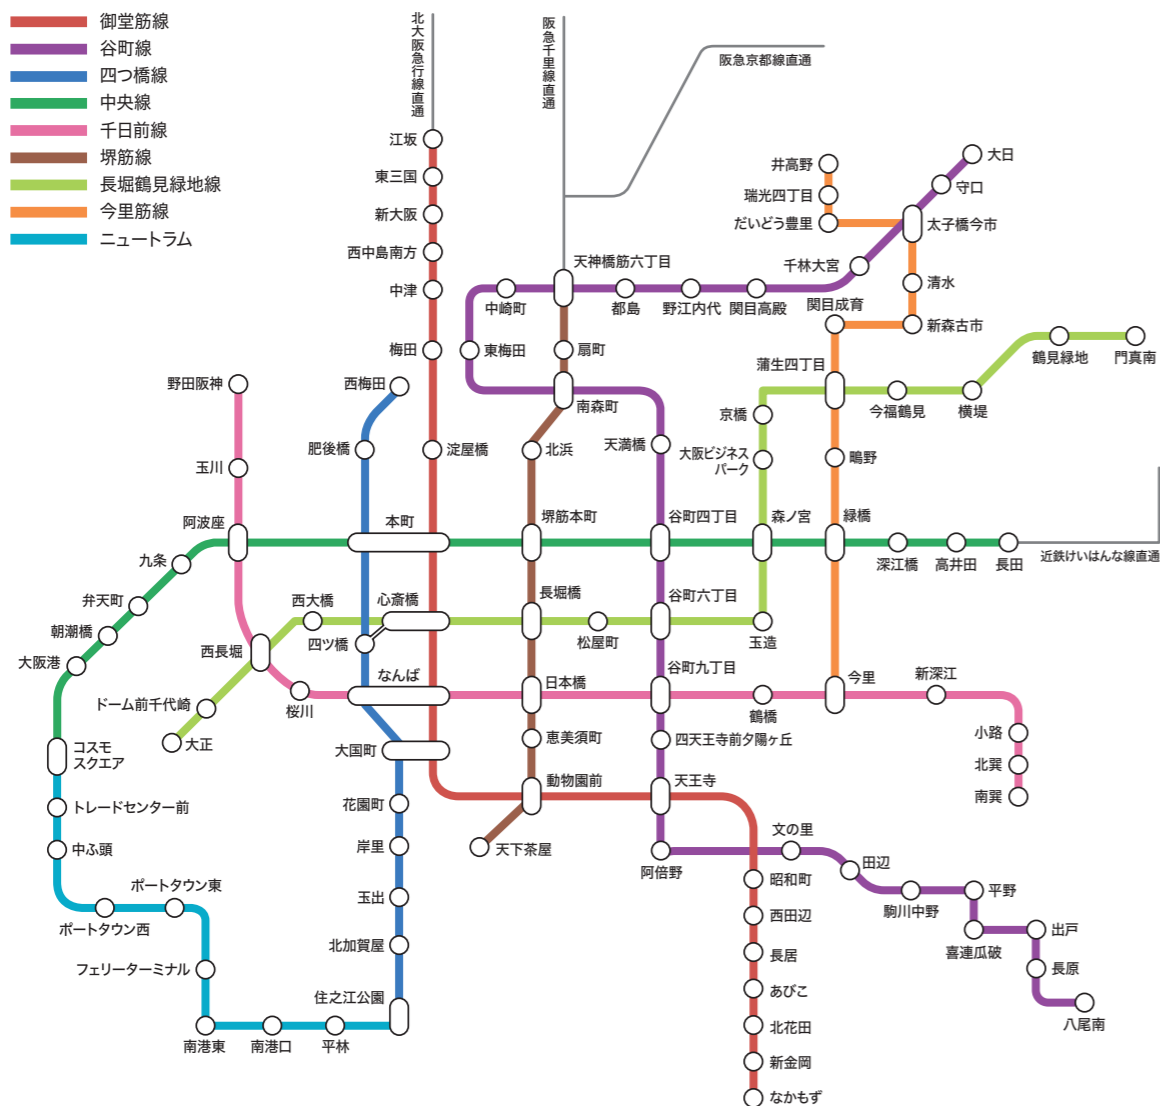 御堂筋線
谷町線
四つ橋線
中央線
千日前線
堺筋線
長堀鶴見緑地線
今里筋線
ニュートラム
北大阪急行線直通
阪急千里線直通
阪急京都線直通
江坂
東三国
新大阪
西中島南方
中津
梅田
淀屋橋
井高野
瑞光四丁目
だいどう豊里
大日
守口
太子橋今市
千林大宮
清水
関目成育
新森古市
天神橋筋六丁目
中崎町
都島
野江内代
関目高殿
東梅田
扇町
南森町
蒲生四丁目
鶴見緑地
門真南
今福鶴見
横堤
京橋
大阪ビジネス
パーク
鴫野
野田阪神
西梅田
玉川
肥後橋
北浜
天満橋
阿波座
本町
堺筋本町
谷町四丁目
森ノ宮
緑橋
深江橋
高井田
長田
近鉄けいはんな線直通
九条
弁天町
朝潮橋
大阪港
コスモ
スクエア
西大橋
心斎橋
四ツ橋
長堀橋
松屋町
谷町六丁目
玉造
西長堀
ドーム前千代崎
大正
桜川
なんば
日本橋
谷町九丁目
鶴橋
今里
新深江
小路
北巽
南巽
大国町
恵美須町
四天王寺前夕陽ヶ丘
動物園前
天王寺
天下茶屋
阿倍野
文の里
田辺
駒川中野
平野
喜連瓜破
出戸
長原
八尾南
昭和町
西田辺
長居
あびこ
北花田
新金岡
なかもず
花園町
岸里
玉出
北加賀屋
住之江公園
トレードセンター前
中ふ頭
ポートタウン東
ポートタウン西
フェリーターミナル
南港東
南港口
平林